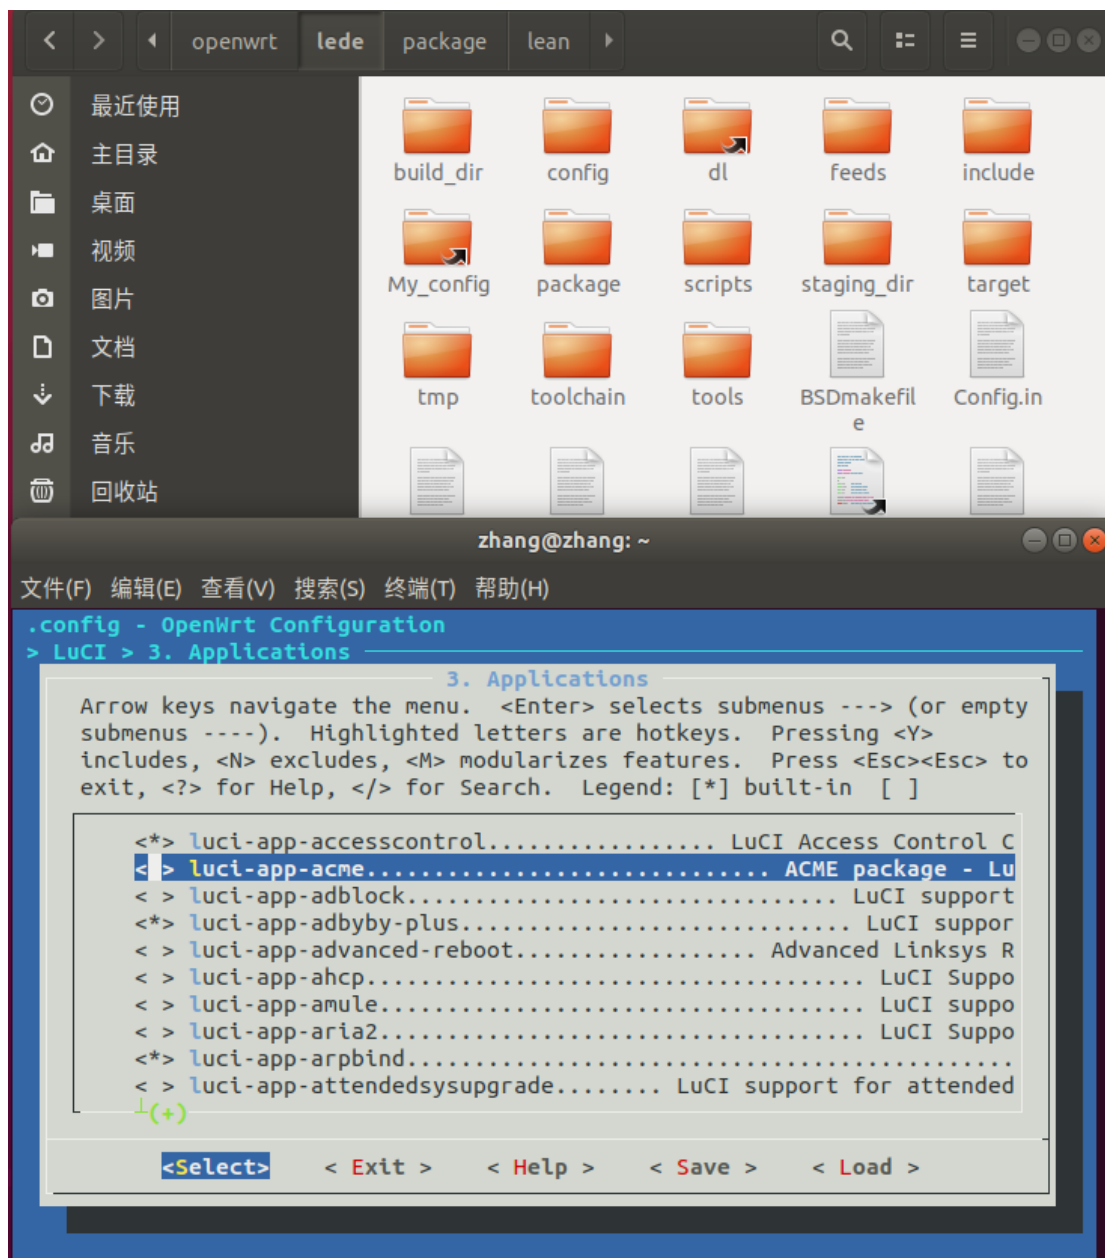 openwrt lede package lean
最近使用
主目录
桌面
视频
图片
文档
下载
音乐
回收站
build_dir config dl feeds include
My_config package scripts staging_dir target
tmp toolchain tools BSDmakefil Config.in
e
zhang@zhang: ~
文件(F) 编辑(E) 查看(V) 搜索(S) 终端(T) 帮助(H)
.config - OpenWrt Configuration
> LuCI > 3. Applications
3. Applications
Arrow keys navigate the menu. <Enter> selects submenus ---> (or empty
submenus ----). Highlighted letters are hotkeys. Pressing <Y>
includes, <N> excludes, <M> modularizes features. Press <Esc><Esc> to
exit, <?> for Help, </> for Search. Legend: [*] built-in [ ]
<*> luci-app-accesscontrol................. LuCI Access Control C
< > luci-app-acme.............................. ACME package - Lu
< > luci-app-adblock................................ LuCI support
<*> luci-app-adbyby-plus............................. LuCI suppor
< > luci-app-advanced-reboot.................. Advanced Linksys R
< > luci-app-ahcp..................................... LuCI Suppo
< > luci-app-amule.................................... LuCI suppo
< > luci-app-aria2.................................... LuCI Suppo
<*> luci-app-arpbind.............................................
< > luci-app-attendedsysupgrade........ LuCI support for attended
┴(+)
<Select> < Exit > < Help > < Save > < Load >